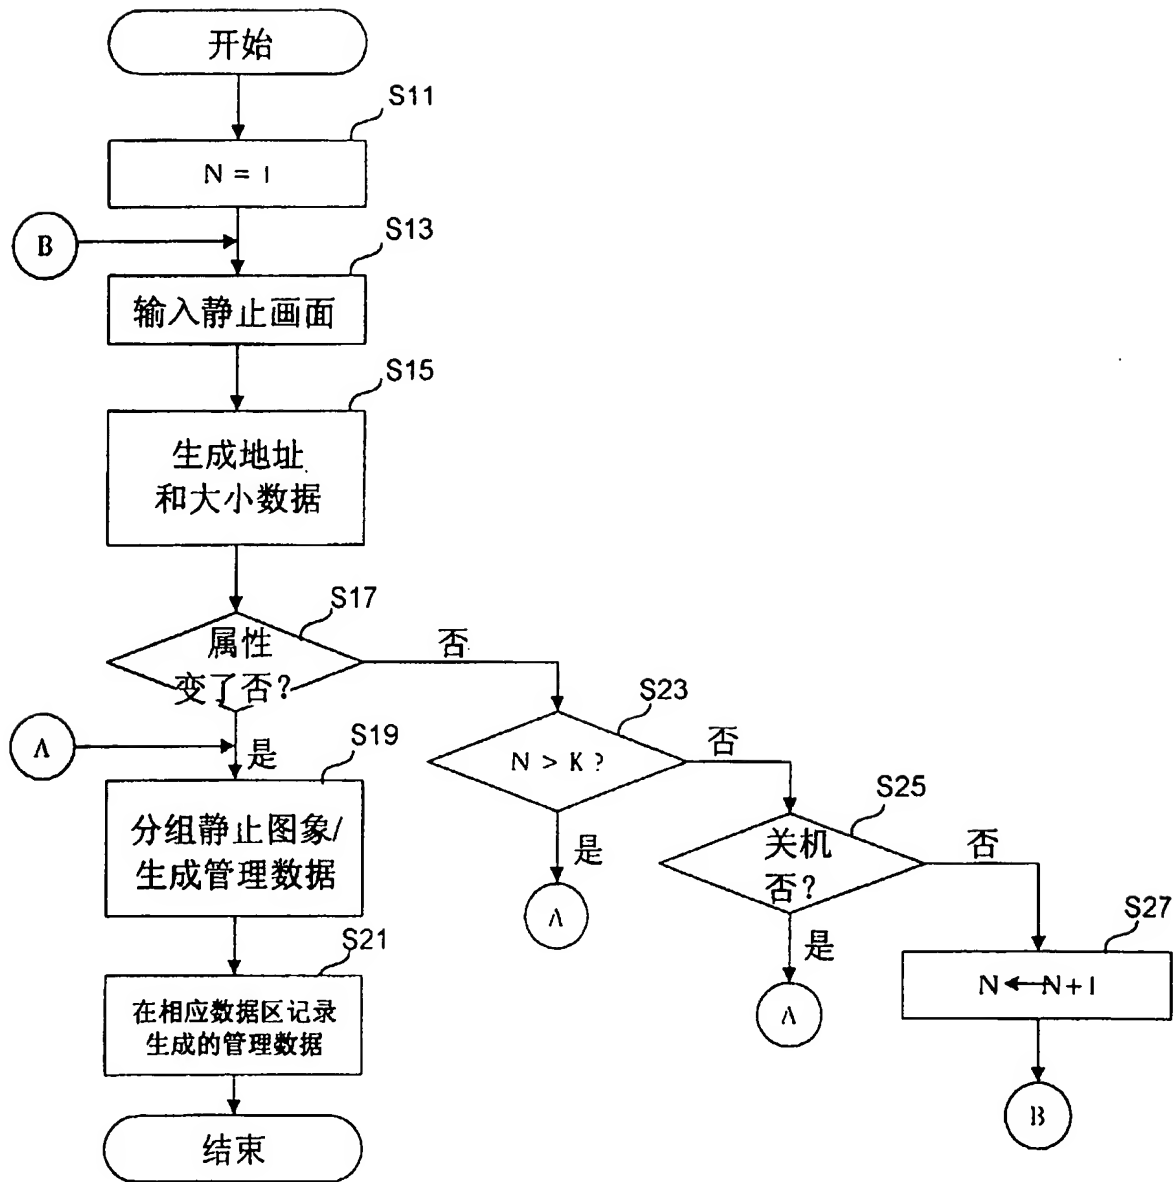 开始
S11
N = 1
B
S13
输入静止画面
S15
生成地址
和大小数据
S17
属性
变了否?
否
A
是
S19
分组静止图象/
生成管理数据
S21
在相应数据区记录
生成的管理数据
结束
S23
N > K ?
否
是
A
S25
关机
否?
否
是
A
S27
N←N+1
B